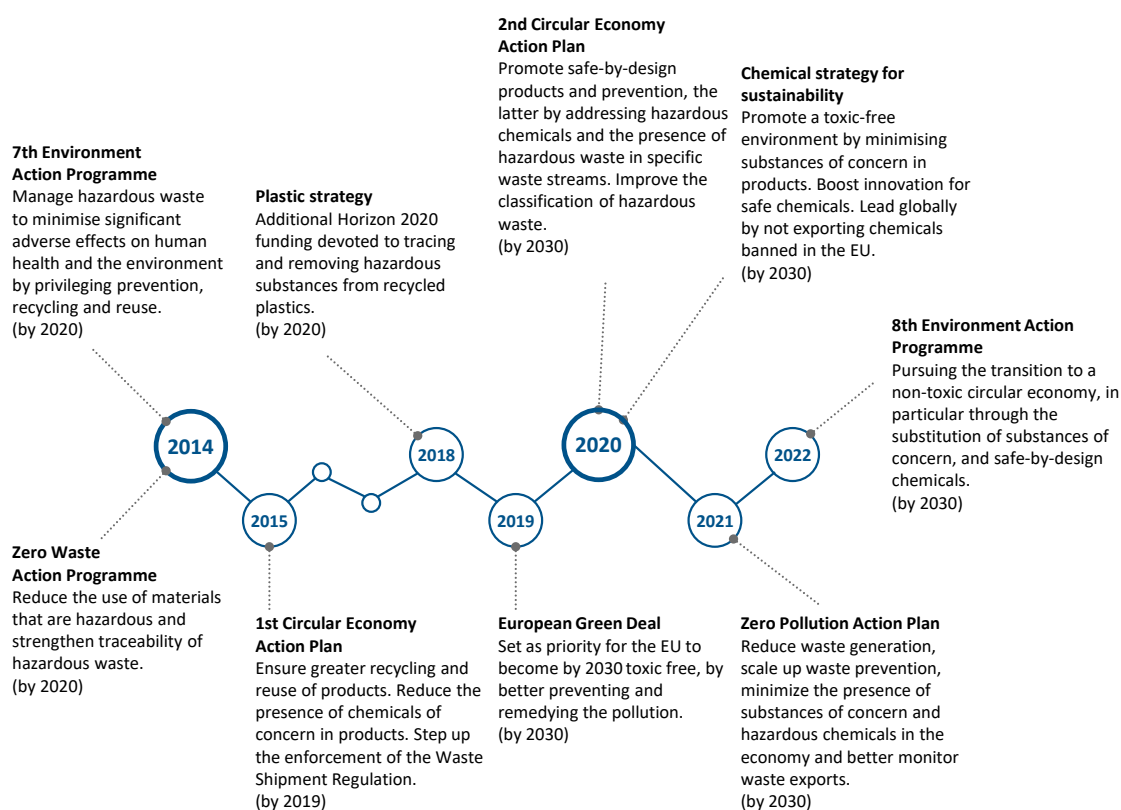 2nd Circular Economy
Action Plan
Promote safe-by-design
products and prevention, the
latter by addressing hazardous
chemicals and the presence of
hazardous waste in specific
waste streams. Improve the
classification of hazardous
waste.
(by 2030)
Chemical strategy for
sustainability
Promote a toxic-free
environment by minimising
substances of concern in
products. Boost innovation for
safe chemicals. Lead globally
by not exporting chemicals
banned in the EU.
(by 2030)
7th Environment
Action Programme
Manage hazardous waste
to minimise significant
adverse effects on human
health and the environment
by privileging prevention,
recycling and reuse.
(by 2020)
Plastic strategy
Additional Horizon 2020
funding devoted to tracing
and removing hazardous
substances from recycled
plastics.
(by 2020)
8th Environment Action
Programme
Pursuing the transition to a
non-toxic circular economy, in
particular through the
substitution of substances of
concern, and safe-by-design
chemicals.
(by 2030)
2014
2015
2018
2019
2020
2021
2022
Zero Waste
Action Programme
Reduce the use of materials
that are hazardous and
strengthen traceability of
hazardous waste.
(by 2020)
1st Circular Economy
Action Plan
Ensure greater recycling and
reuse of products. Reduce the
presence of chemicals of
concern in products. Step up
the enforcement of the Waste
Shipment Regulation.
(by 2019)
European Green Deal
Set as priority for the EU to
become by 2030 toxic free, by
better preventing and
remedying the pollution.
(by 2030)
Zero Pollution Action Plan
Reduce waste generation,
scale up waste prevention,
minimize the presence of
substances of concern and
hazardous chemicals in the
economy and better monitor
waste exports.
(by 2030)